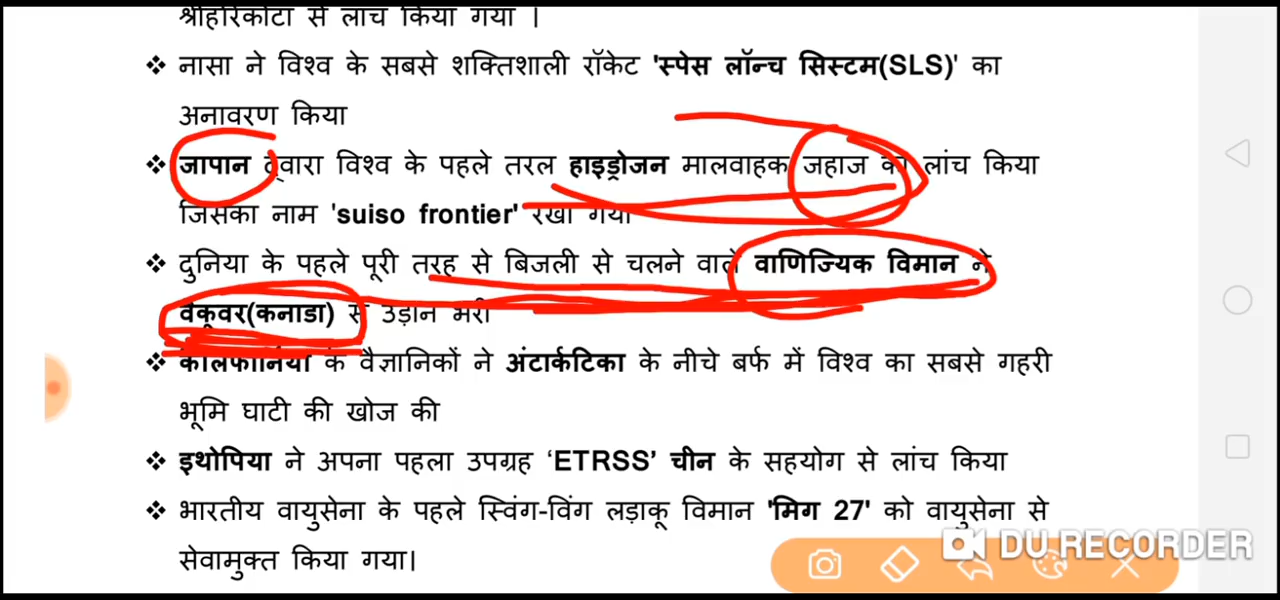 श्रीहरिकोटा से लांच किया गया ।
❖ नासा ने विश्व के सबसे शक्तिशाली रॉकेट 'स्पेस लॉन्च सिस्टम(SLS)' का
अनावरण किया
❖ जापान द्वारा विश्व के पहले तरल हाइड्रोजन मालवाहक जहाज को लांच किया
जिसका नाम 'suiso frontier' रखा गया
❖ दुनिया के पहले पूरी तरह से बिजली से चलने वाले वाणिज्यिक विमान ने
वेंकूवर(कनाडा) से उड़ान भरी
❖ कैलिफोर्निया के वैज्ञानिकों ने अंटार्कटिका के नीचे बर्फ में विश्व का सबसे गहरी
भूमि घाटी की खोज की
❖ इथोपिया ने अपना पहला उपग्रह ‘ETRSS’ चीन के सहयोग से लांच किया
❖ भारतीय वायुसेना के पहले स्विंग-विंग लड़ाकू विमान 'मिग 27' को वायुसेना से
सेवामुक्त किया गया।
DU RECORDER